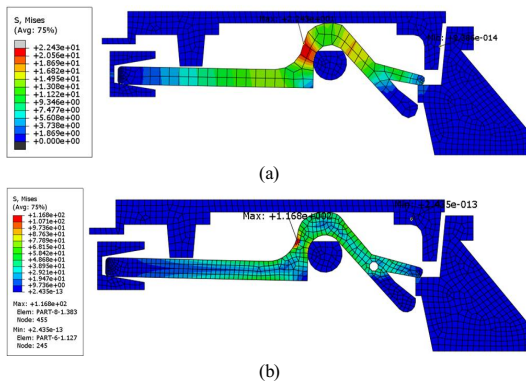 S, Mises
(Avg: 75%)
+2.243e+01
+2.056e+01
+1.869e+01
+1.682e+01
+1.495e+01
+1.308e+01
+1.122e+01
+9.346e+00
+7.477e+00
+5.608e+00
+3.738e+00
+1.869e+00
+0.000e+00
(a)
S, Mises
(Avg: 75%)
+1.168e+02
+1.071e+02
+9.736e+01
+8.763e+01
+7.789e+01
+6.815e+01
+5.842e+01
+4.868e+01
+3.895e+01
+2.921e+01
+1.947e+01
+9.736e+00
+2.435e-13
Max: +1.168e+02
Elem: PART-8-1.383
Node: 455
Min: +2.435e-13
Elem: PART-6-1.127
Node: 245
Max: +1.168e+002
(b)